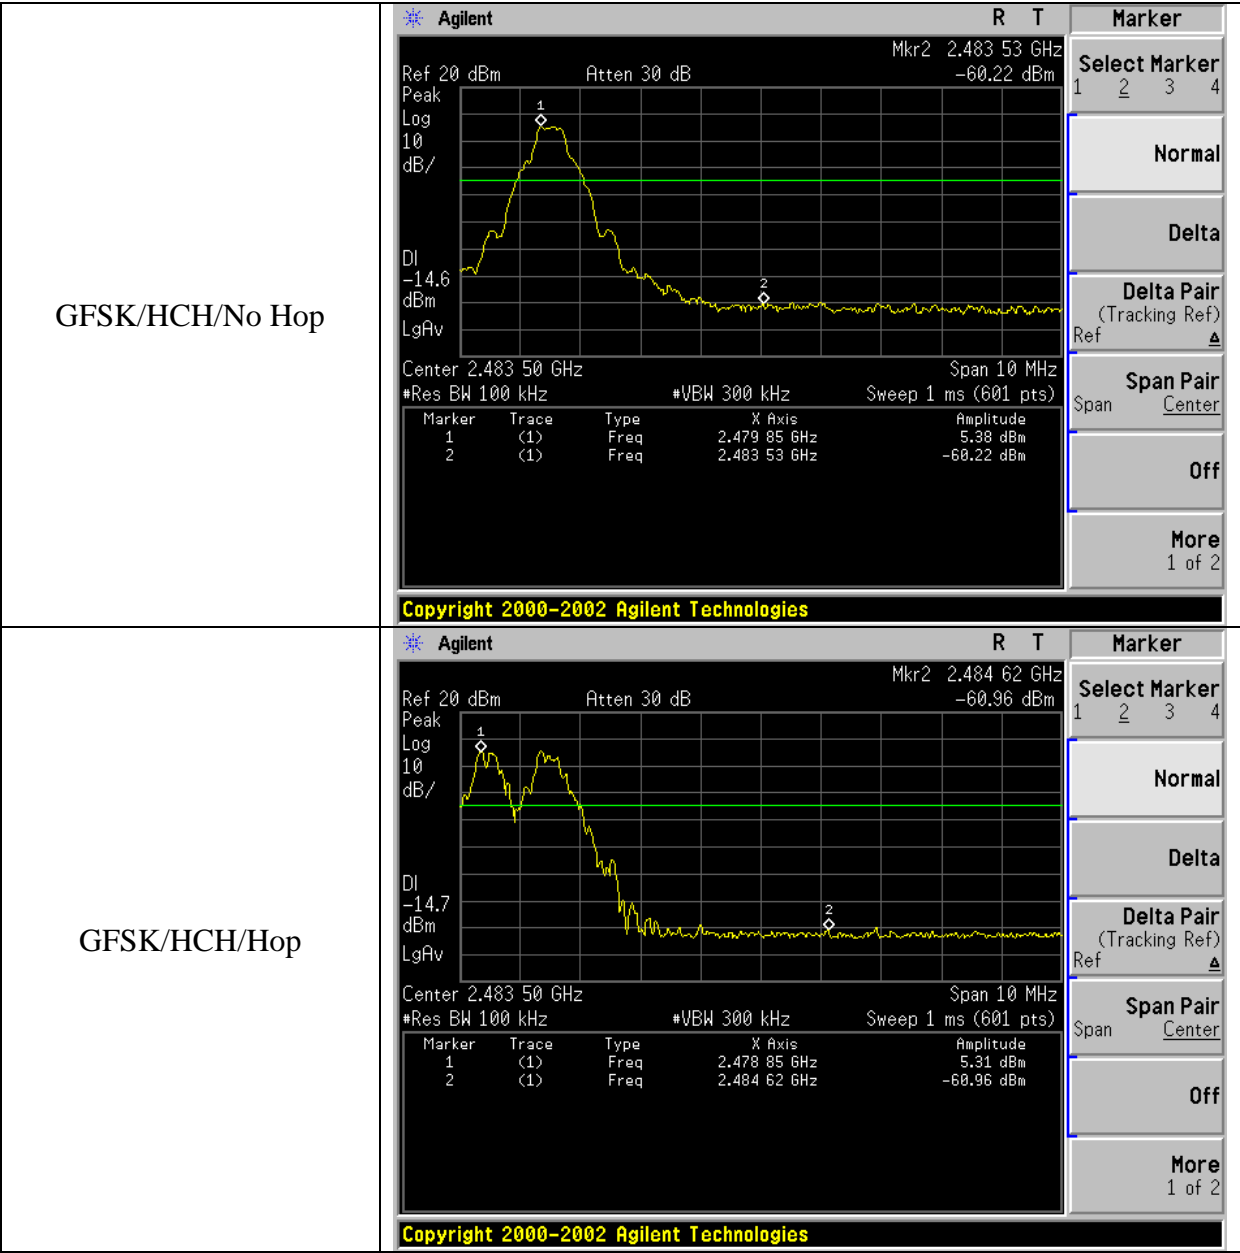 GFSK/HCH/No Hop
Agilent R T Marker
Mkr2 2.483 53 GHz
Ref 20 dBm Atten 30 dB -60.22 dBm
Peak
Log
10
dB/
1
2
DI
-14.6
dBm
LgAv
Center 2.483 50 GHz Span 10 MHz
#Res BW 100 kHz #VBW 300 kHz Sweep 1 ms (601 pts)
Marker Trace Type X Axis Amplitude
1 (1) Freq 2.479 85 GHz 5.38 dBm
2 (1) Freq 2.483 53 GHz -60.22 dBm
Select Marker
1 2 3 4
Normal
Delta
Delta Pair
(Tracking Ref)
Ref Δ
Span Pair
Span Center
Off
More
1 of 2
Copyright 2000-2002 Agilent Technologies
GFSK/HCH/Hop
Agilent R T Marker
Mkr2 2.484 62 GHz
Ref 20 dBm Atten 30 dB -60.96 dBm
Peak
Log
10
dB/
1
2
DI
-14.7
dBm
LgAv
Center 2.483 50 GHz Span 10 MHz
#Res BW 100 kHz #VBW 300 kHz Sweep 1 ms (601 pts)
Marker Trace Type X Axis Amplitude
1 (1) Freq 2.478 85 GHz 5.31 dBm
2 (1) Freq 2.484 62 GHz -60.96 dBm
Select Marker
1 2 3 4
Normal
Delta
Delta Pair
(Tracking Ref)
Ref Δ
Span Pair
Span Center
Off
More
1 of 2
Copyright 2000-2002 Agilent Technologies